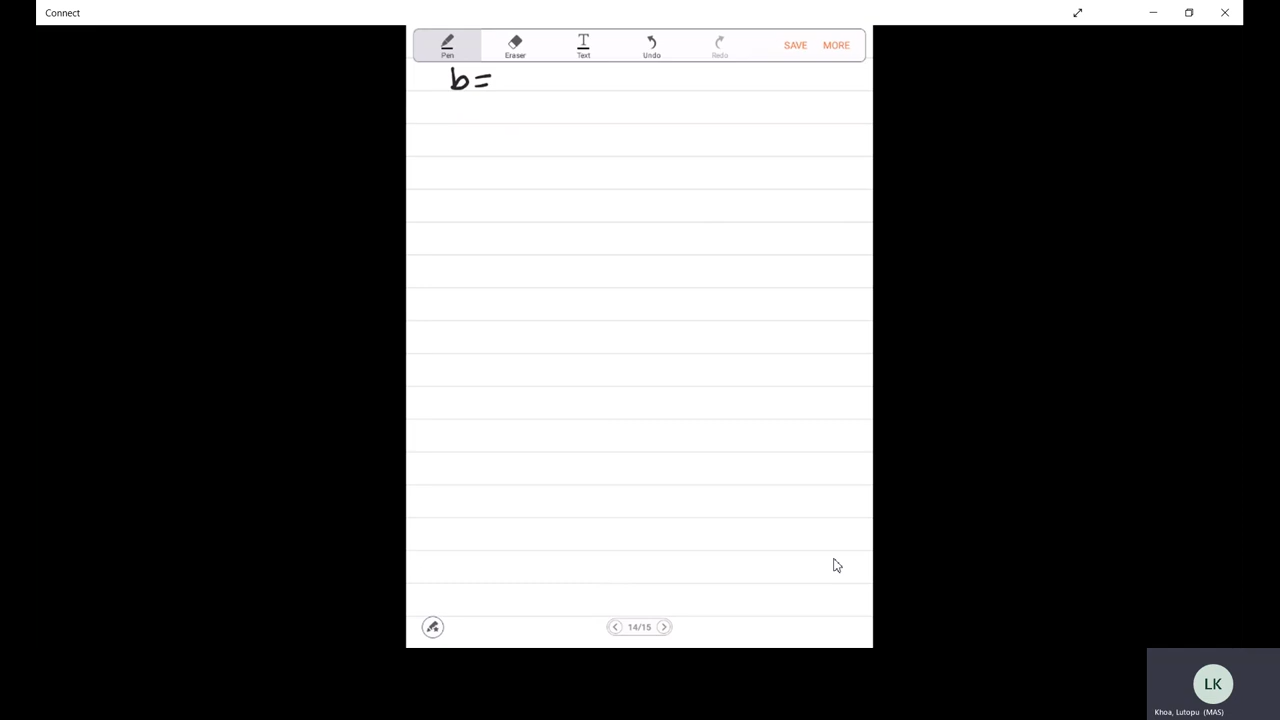 Connect
Pen Eraser Text Undo Redo SAVE MORE
b=
14/15
LK
Khoa, Lutopu (MAS)